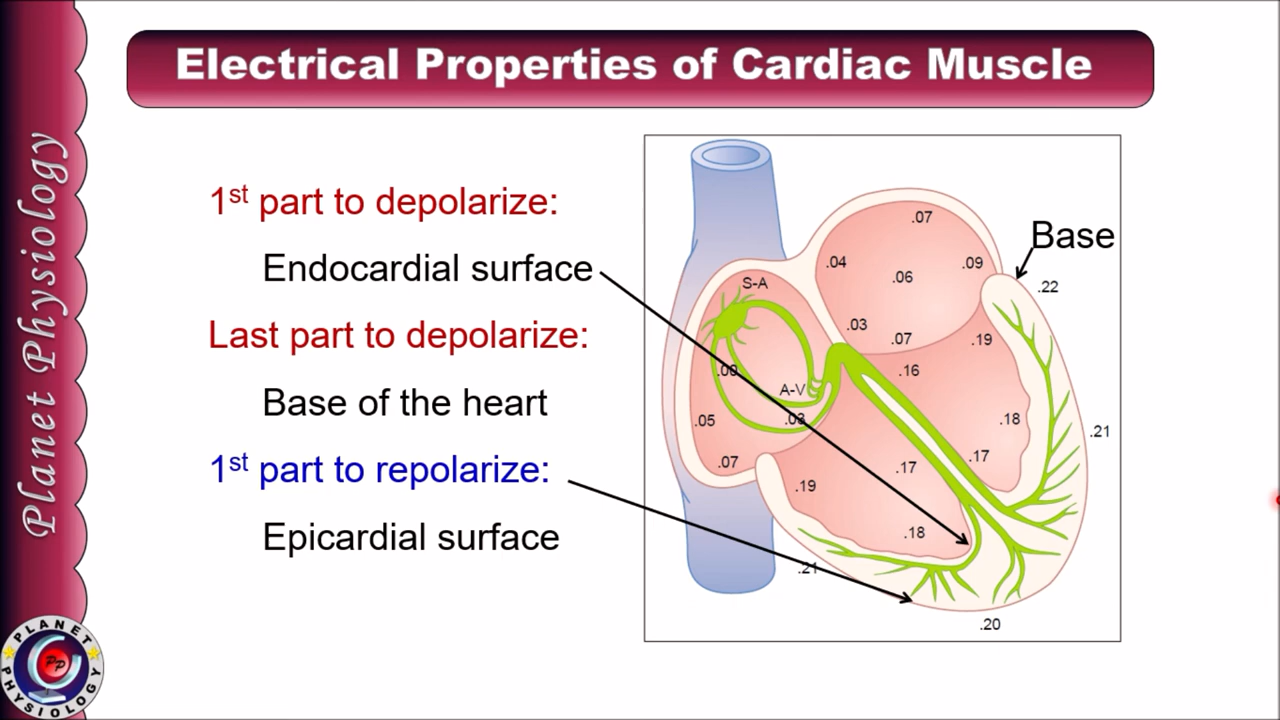 Electrical Properties of Cardiac Muscle
Planet Physiology
1st part to depolarize:
Endocardial surface
Last part to depolarize:
Base of the heart
1st part to repolarize:
Epicardial surface
Base
.07
.04
.06
.09
.22
S-A
.03
.07
.19
.16
.00
A-V
.03
.05
.18
.21
.07
.17
.17
.19
.18
.21
.20
PLANET
PP
PHYSIOLOGY